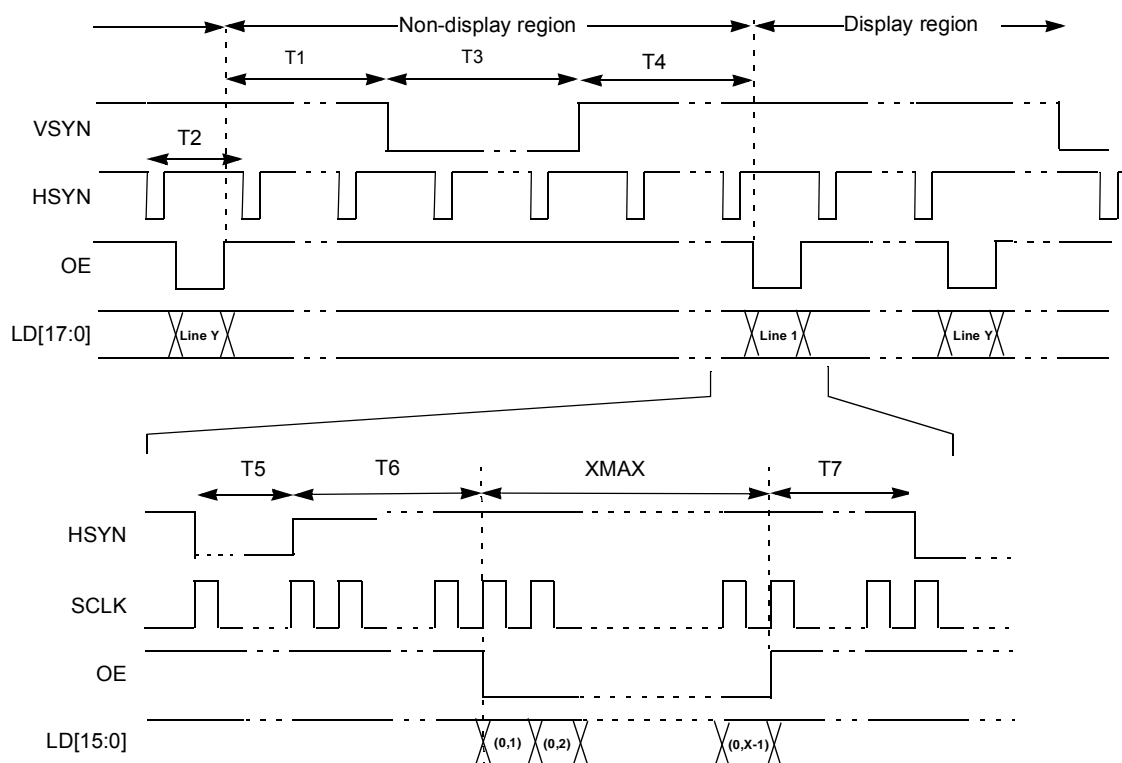 Non-display region Display region
T1 T3 T4
VSYN
T2
HSYN
OE
LD[17:0] Line Y Line 1 Line Y
T5 T6 XMAX T7
HSYN
SCLK
OE
LD[15:0] (0,1) (0,2) (0,X-1)